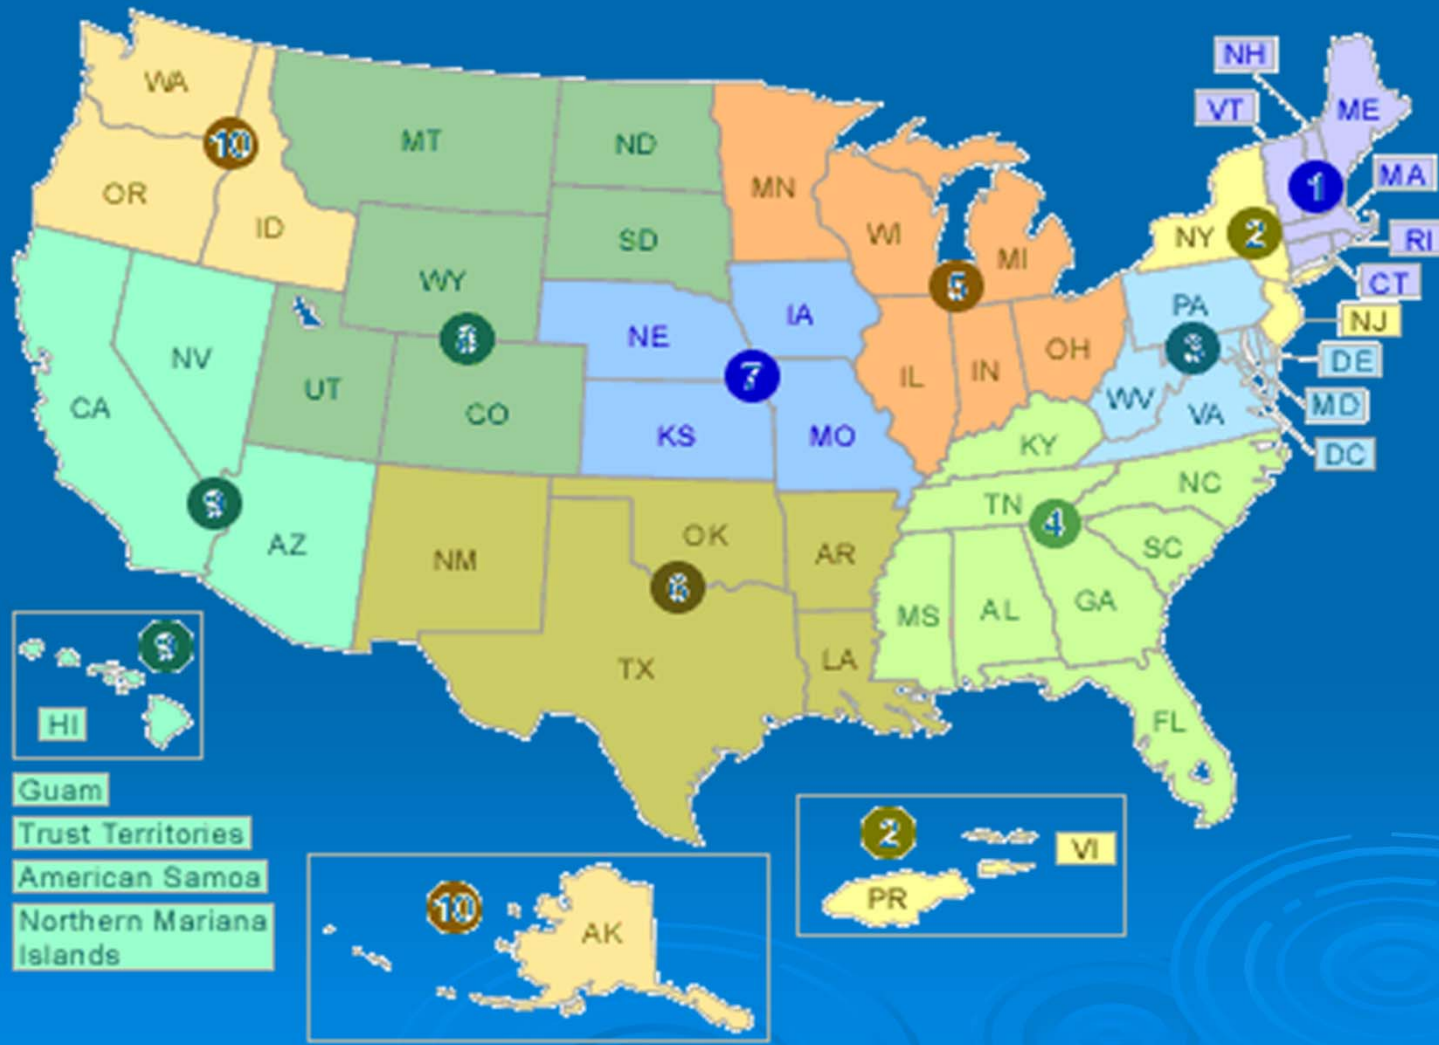 NH
VT
ME
WA
MT
ND
10
MN
1
MA
OR
ID
SD
WI
NY
2
RI
MI
WY
5
CT
PA
IA
NJ
NE
8
3
NV
OH
DE
UT
7
IL
IN
WV
MD
CA
CO
KS
MO
VA
KY
DC
9
TN
NC
4
AZ
NM
OK
AR
SC
6
MS
AL
GA
9
TX
LA
HI
FL
Guam
Trust Territories
2
VI
American Samoa
PR
10
AK
Northern Mariana
Islands